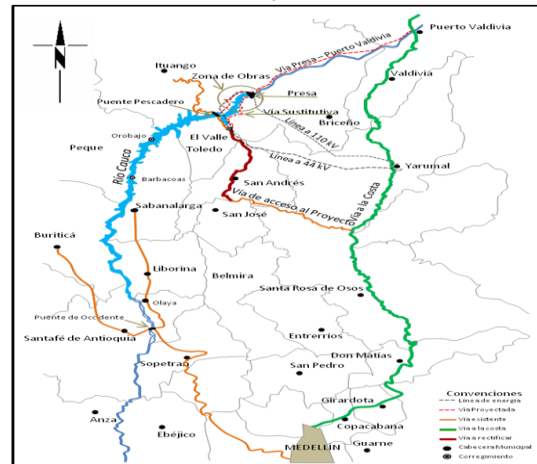 N
Puerto Valdivia
Vía Presa – Puerto Valdivia
Ituango
Zona de Obras
Valdivia
Presa
Puente Pescadero
Vía Sustitutiva
Briceño
Orobajo
El Valle
Toledo
Línea a 110 kV
Peque
Línea a 44 kV
Yarumal
Río Cauca
Barbacoas
San Andrés
Vía de acceso al Proyecto
Vía a la Costa
Sabanalarga
San José
Buriticá
Liborina
Belmira
Olaya
Santa Rosa de Osos
Puente de Occidente
Santafé de Antioquia
Entrerríos
Sopetran
Don Matías
San Pedro
Convenciones
Línea de energía
Vía Proyectada
Vía existente
Vía a la costa
Vía a rectificar
Cabecera Municipal
Corregimiento
Girardota
Anza
Copacabana
Ebéjico
MEDELLÍN
Guarne